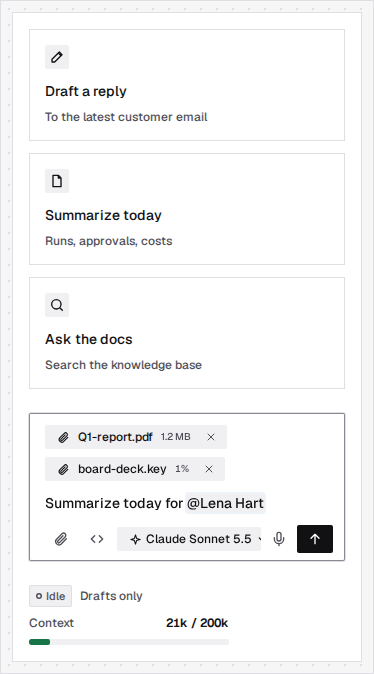 Draft a reply
To the latest customer email
Summarize today
Runs, approvals, costs
Ask the docs
Search the knowledge base
Q1-report.pdf 1.2 MB
board-deck.key 1%
Summarize today for @Lena Hart
Claude Sonnet 5.5
Idle Drafts only
Context 21k / 200k